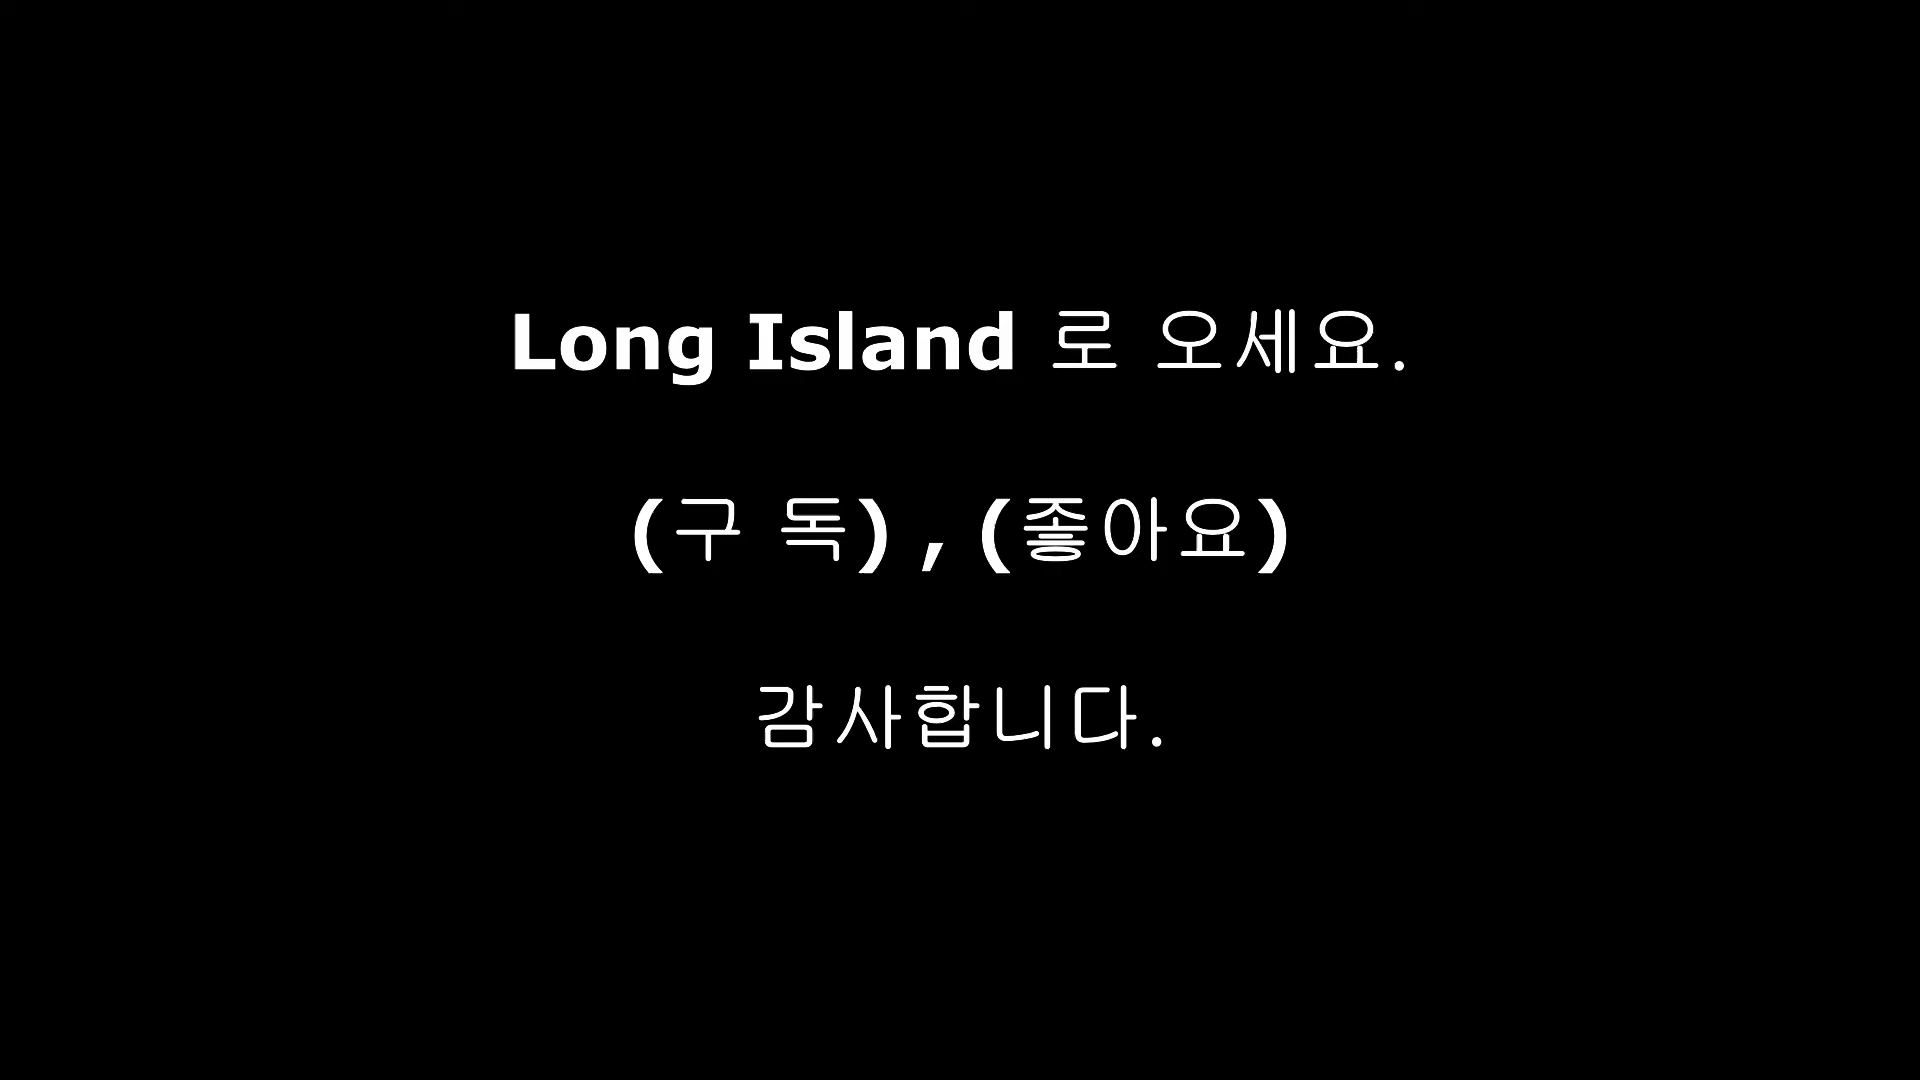 Long Island 로 오세요.
(구 독) , (좋아요)
감사합니다.